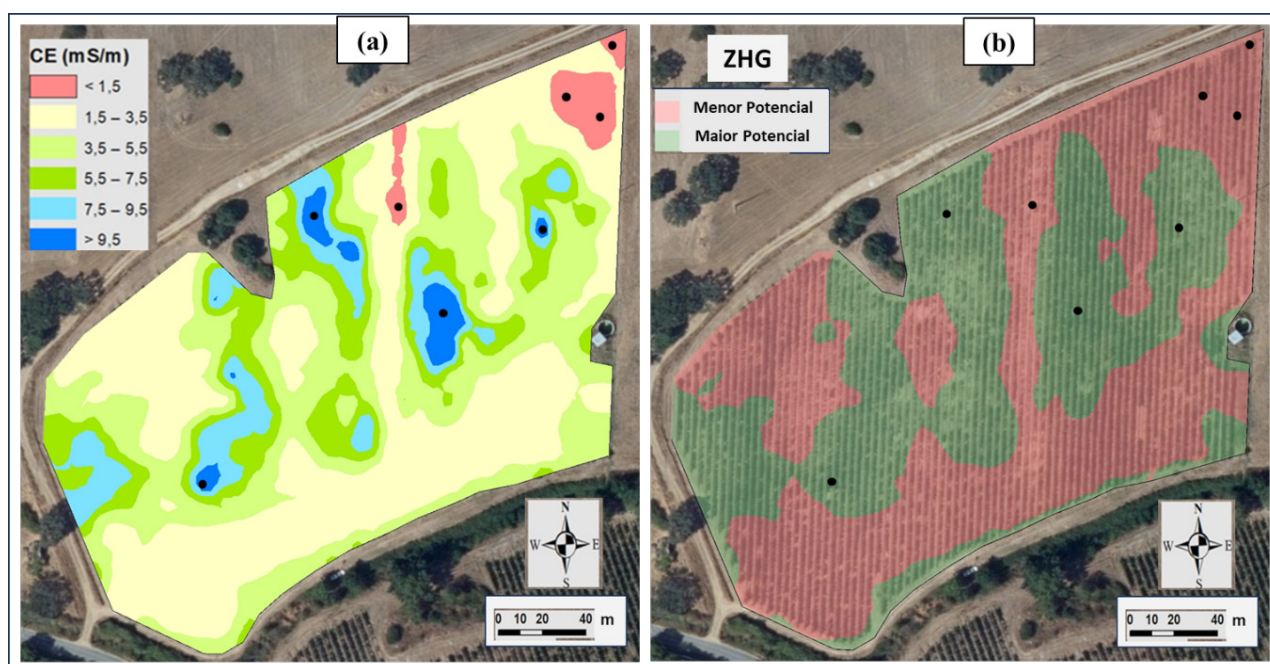 (a)
CE (mS/m)
< 1,5
1,5 – 3,5
3,5 – 5,5
5,5 – 7,5
7,5 – 9,5
> 9,5
N
W E
S
0 10 20 40 m
(b)
ZHG
Menor Potencial
Maior Potencial
N
W E
S
0 10 20 40 m